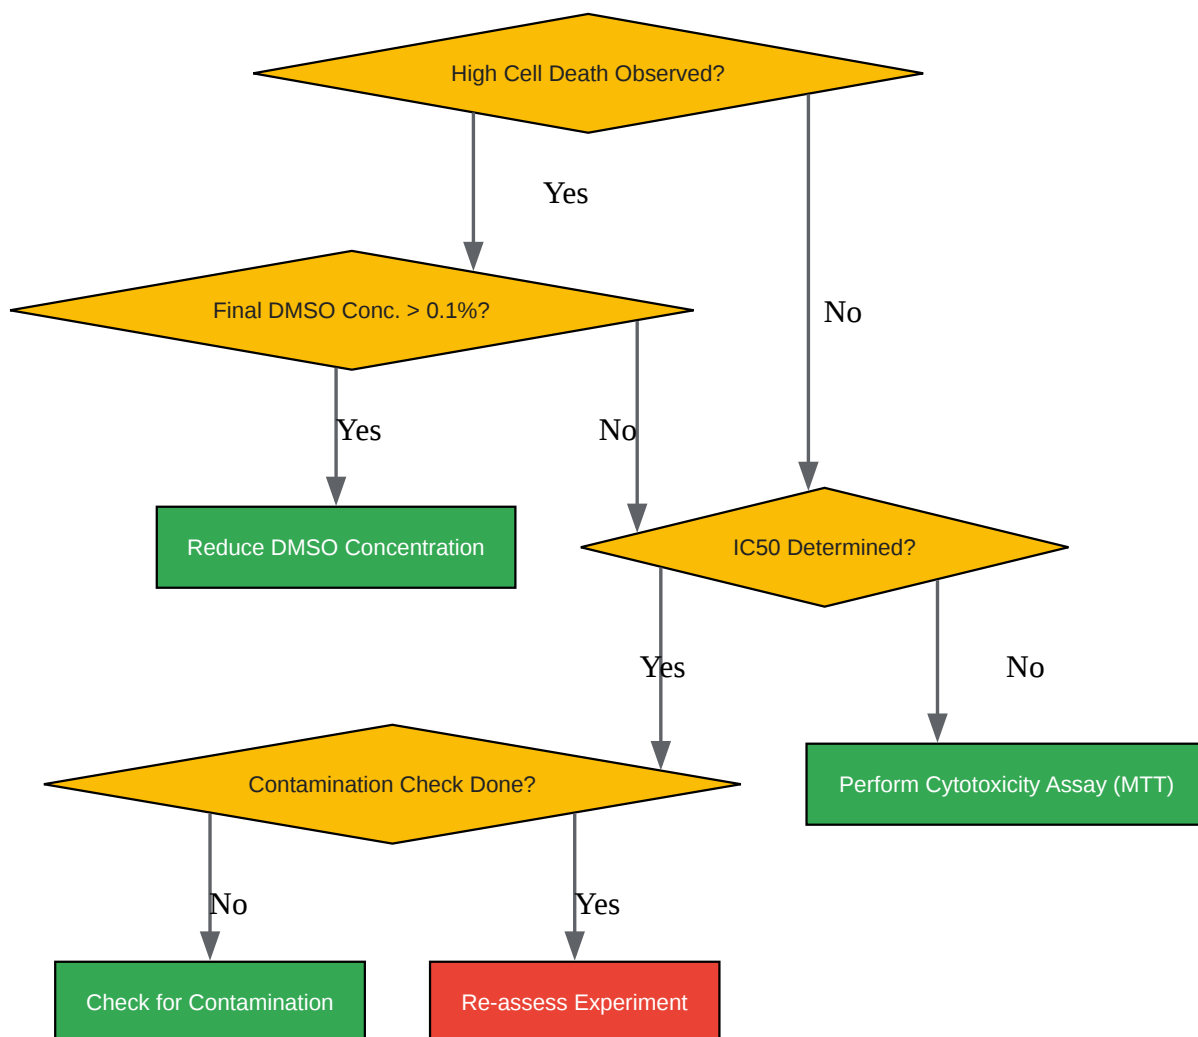 High Cell Death Observed?
Yes
Final DMSO Conc. > 0.1%?
No
Yes
No
Reduce DMSO Concentration
IC50 Determined?
Yes
No
Contamination Check Done?
Perform Cytotoxicity Assay (MTT)
No
Yes
Check for Contamination
Re-assess Experiment